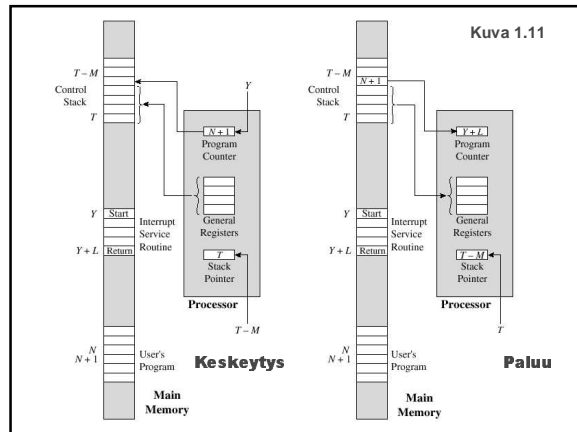 Kuva 1.11
T – M
Control
Stack
T
Y
N + 1
Program
Counter
General
Registers
T
Stack
Pointer
Processor
T – M
Y
Start
Interrupt
Service
Routine
Y + L
Return
N
N + 1
User's
Program
Keskeytys
Main
Memory
T – M
N + 1
Control
Stack
T
Y + L
Program
Counter
General
Registers
T – M
Stack
Pointer
Processor
T
Y
Start
Interrupt
Service
Routine
Y + L
Return
N
N + 1
User's
Program
Paluu
Main
Memory